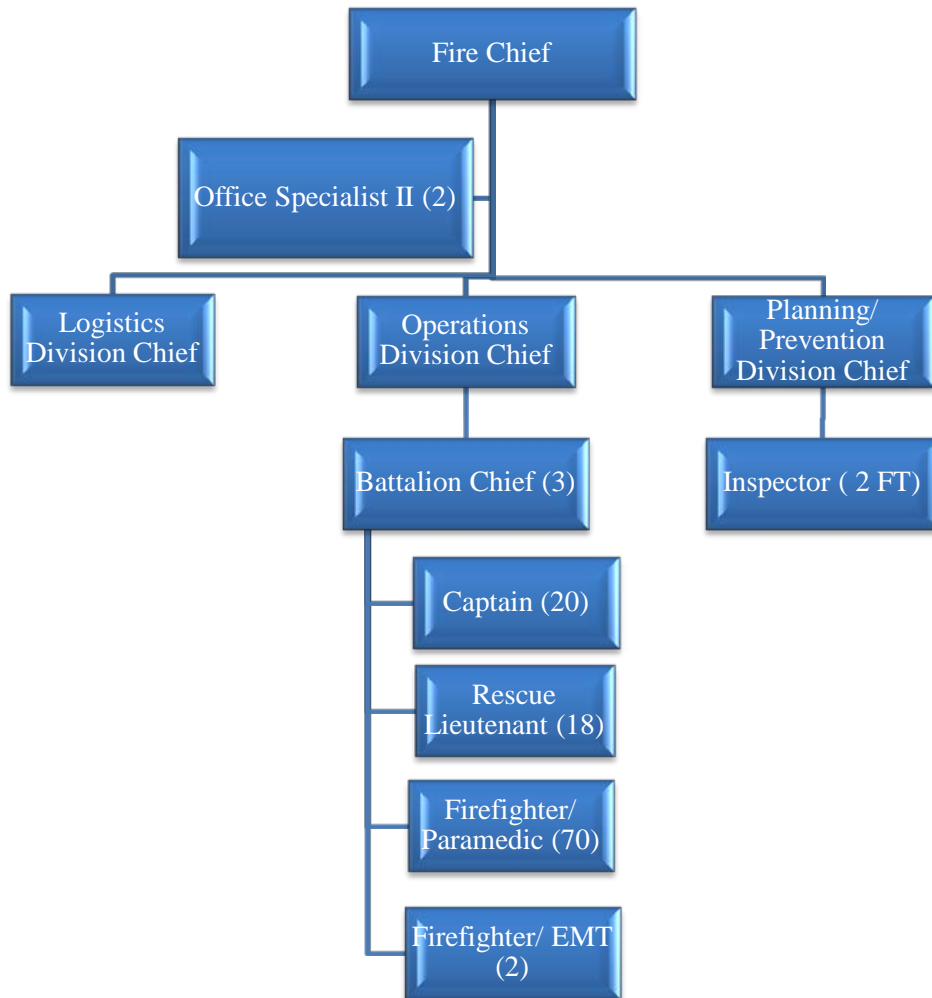 Fire Chief
Office Specialist II (2)
Logistics
Division Chief
Operations
Division Chief
Planning/
Prevention
Division Chief
Battalion Chief (3)
Inspector ( 2 FT)
Captain (20)
Rescue
Lieutenant (18)
Firefighter/
Paramedic (70)
Firefighter/ EMT
(2)